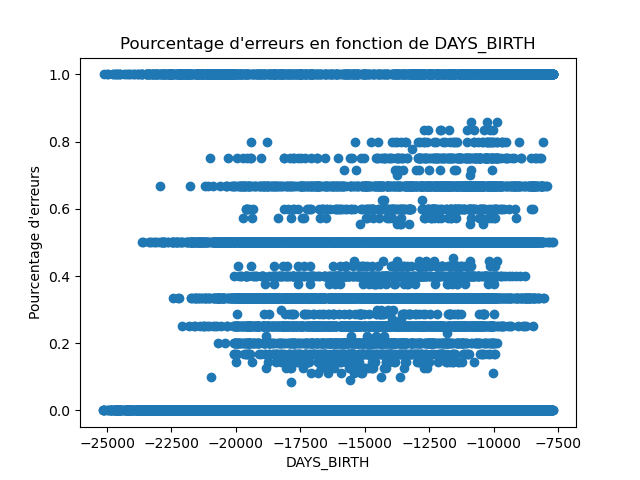 Pourcentage d'erreurs en fonction de DAYS_BIRTH
1.0
0.8
0.6
0.4
0.2
0.0
Pourcentage d'erreurs
−25000 −22500 −20000 −17500 −15000 −12500 −10000 −7500
DAYS_BIRTH